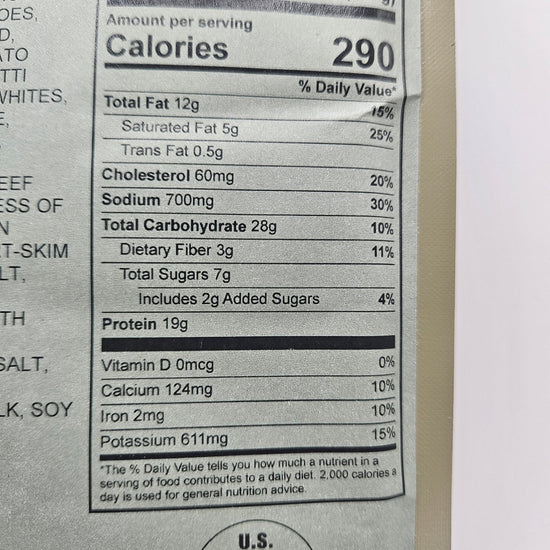 OES,
D,
ATO
TTI
WHITES,
E,
EEF
ESS OF
N
T-SKIM
LT,
TH
SALT,
LK, SOY
g)
Amount per serving
Calories 290
% Daily Value*
Total Fat 12g 15%
Saturated Fat 5g 25%
Trans Fat 0.5g
Cholesterol 60mg 20%
Sodium 700mg 30%
Total Carbohydrate 28g 10%
Dietary Fiber 3g 11%
Total Sugars 7g
Includes 2g Added Sugars 4%
Protein 19g
Vitamin D 0mcg 0%
Calcium 124mg 10%
Iron 2mg 10%
Potassium 611mg 15%
*The % Daily Value tells you how much a nutrient in a
serving of food contributes to a daily diet. 2,000 calories a
day is used for general nutrition advice.
U.S.